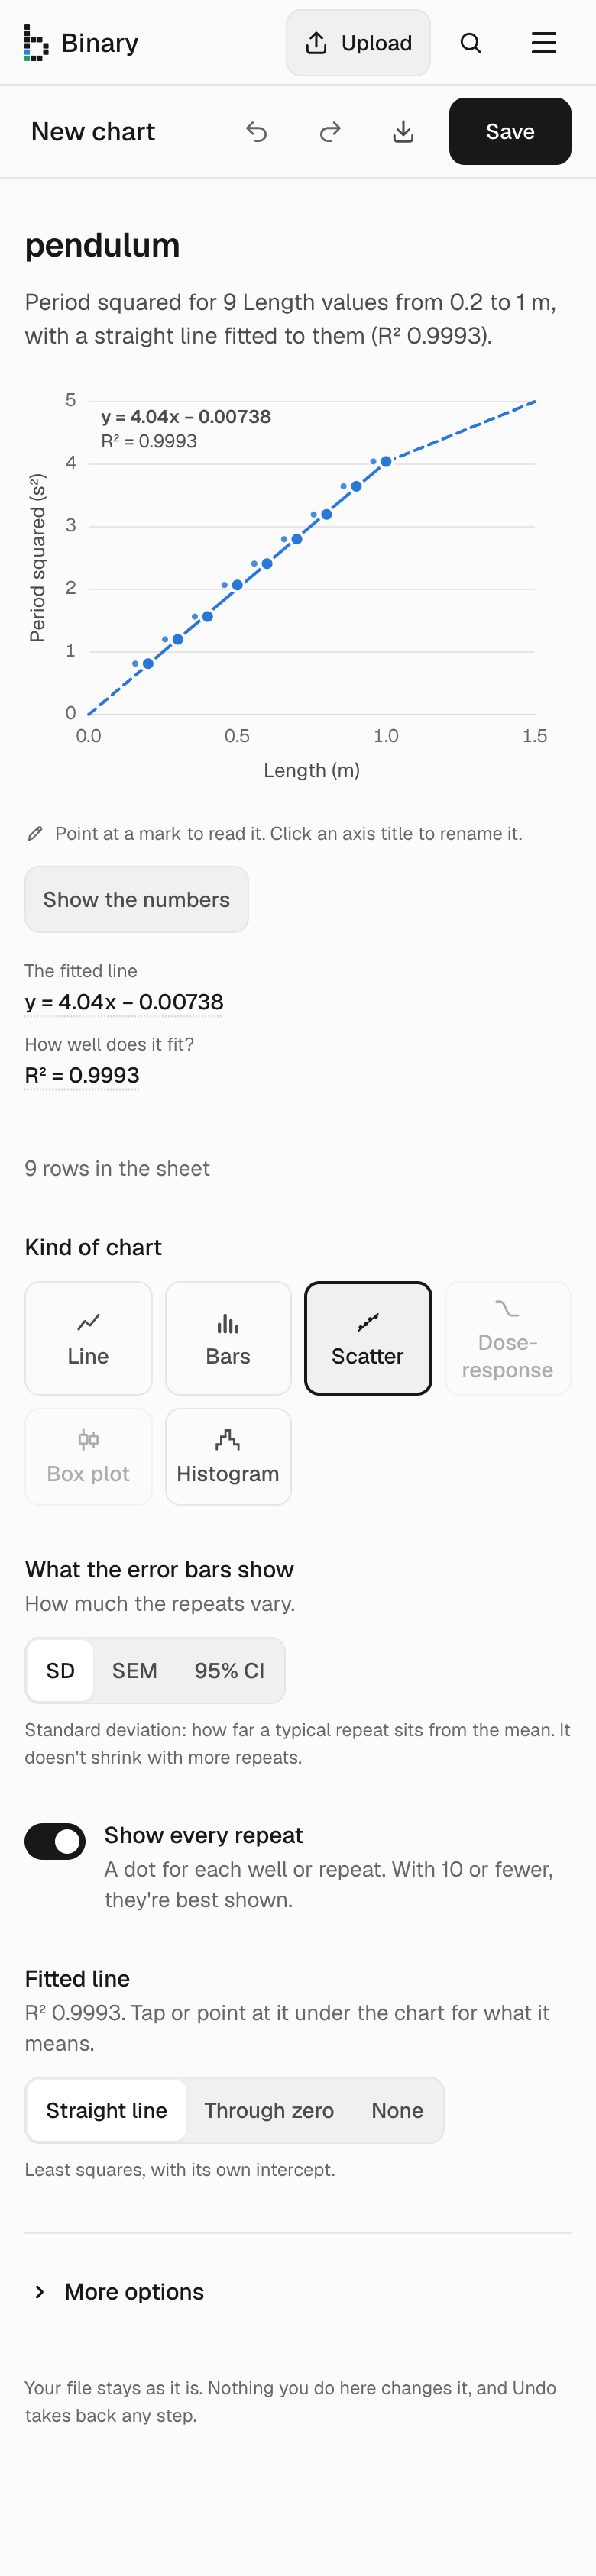 Binary
Upload
New chart
Save
pendulum
Period squared for 9 Length values from 0.2 to 1 m,
with a straight line fitted to them (R² 0.9993).
5
y = 4.04x − 0.00738
R² = 0.9993
4
3
2
1
0
Period squared (s²)
0.0
0.5
1.0
1.5
Length (m)
Point at a mark to read it. Click an axis title to rename it.
Show the numbers
The fitted line
y = 4.04x − 0.00738
How well does it fit?
R² = 0.9993
9 rows in the sheet
Kind of chart
Line
Bars
Scatter
Dose-
response
Box plot
Histogram
What the error bars show
How much the repeats vary.
SD
SEM
95% CI
Standard deviation: how far a typical repeat sits from the mean. It
doesn't shrink with more repeats.
Show every repeat
A dot for each well or repeat. With 10 or fewer,
they're best shown.
Fitted line
R² 0.9993. Tap or point at it under the chart for what it
means.
Straight line
Through zero
None
Least squares, with its own intercept.
More options
Your file stays as it is. Nothing you do here changes it, and Undo
takes back any step.